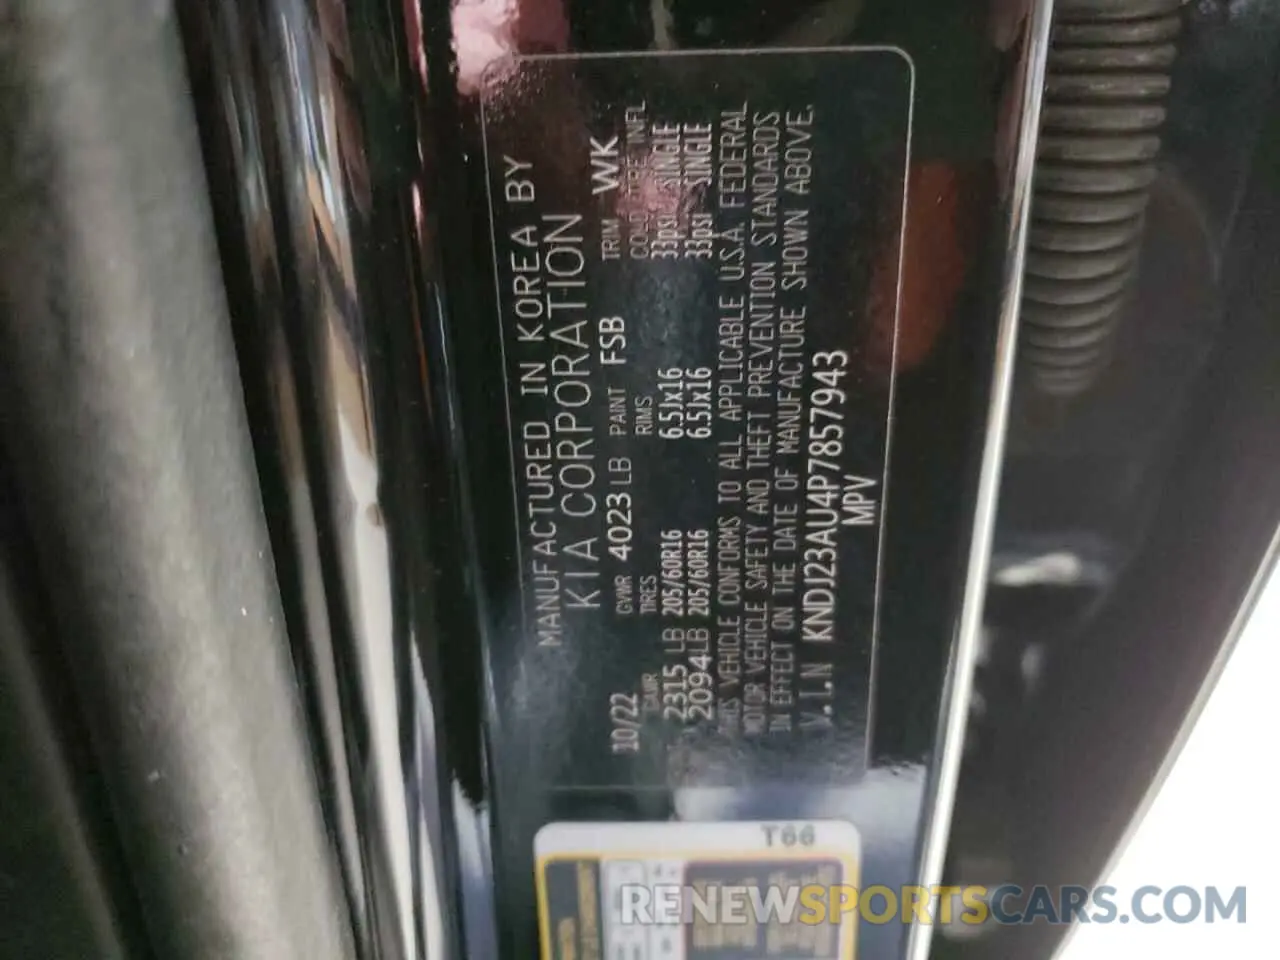 MANUFACTURED IN KOREA BY
KIA CORPORATION
10/22 GVWR 4023 LB PAINT FSB TRIM WK
GAWR TIRES RIMS COLD TIRE INFL
2315 LB 205/60R16 6.5Jx16 33psi SINGLE
2094 LB 205/60R16 6.5Jx16 33psi SINGLE
THIS VEHICLE CONFORMS TO ALL APPLICABLE U.S.A. FEDERAL
MOTOR VEHICLE SAFETY AND THEFT PREVENTION STANDARDS
IN EFFECT ON THE DATE OF MANUFACTURE SHOWN ABOVE.
V.I.N KNDJ23AU4P7857943
MPV
T66
RENEWSPORTSCARS.COM